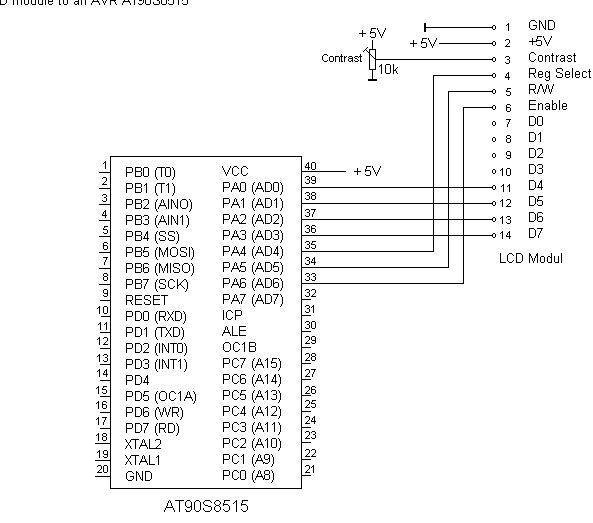 D module to an AVR AT90S8515
1 GND
+5V
2 +5V
+5V
3 Contrast
Contrast
10k
4 Reg Select
5 R/W
6 Enable
7 D0
8 D1
9 D2
10 D3
11 D4
12 D5
13 D6
14 D7
LCD Modul
1 PB0 (T0) VCC 40 +5V
2 PB1 (T1) PA0 (AD0) 39
3 PB2 (AINO) PA1 (AD1) 38
4 PB3 (AIN1) PA2 (AD2) 37
5 PB4 (SS) PA3 (AD3) 36
6 PB5 (MOSI) PA4 (AD4) 35
7 PB6 (MISO) PA5 (AD5) 34
8 PB7 (SCK) PA6 (AD6) 33
9 RESET PA7 (AD7) 32
10 PD0 (RXD) ICP 31
11 PD1 (TXD) ALE 30
12 PD2 (INT0) OC1B 29
13 PD3 (INT1) PC7 (A15) 28
14 PD4 PC6 (A14) 27
15 PD5 (OC1A) PC5 (A13) 26
16 PD6 (WR) PC4 (A12) 25
17 PD7 (RD) PC3 (A11) 24
18 XTAL2 PC2 (A10) 23
19 XTAL1 PC1 (A9) 22
20 GND PC0 (A8) 21
AT90S8515